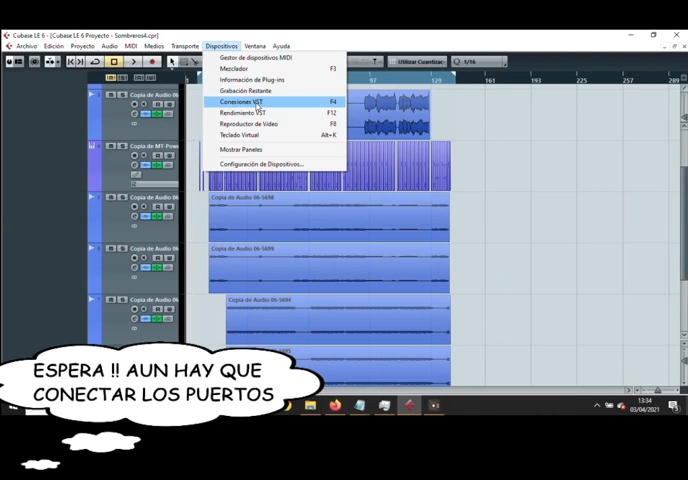 Cubase LE 6 - [Cubase LE 6 Proyecto - Sombreros4.cpr]
Archivo Edición Proyecto Audio MIDI Medios Transporte Dispositivos Ventana Ayuda
Utilizar Cuantizar 1/16
97 129 161 193 225 257
Gestor de dispositivos MIDI
Mezclador F3
Información de Plug-ins
Grabación Restante
Conexiones VST F4
Rendimiento VST F12
Reproductor de Vídeo F8
Teclado Virtual Alt+K
Mostrar Paneles
Configuración de Dispositivos...
Copia de Audio 06
Copia de MT-Powe
Copia de Audio 06
Copia de Audio 06-5698
Copia de Audio 06
Copia de Audio 06-5699
Copia de Audio 06
Copia de Audio 06-5694
ESPERA !! AUN HAY QUE
CONECTAR LOS PUERTOS
13:34
03/04/2021